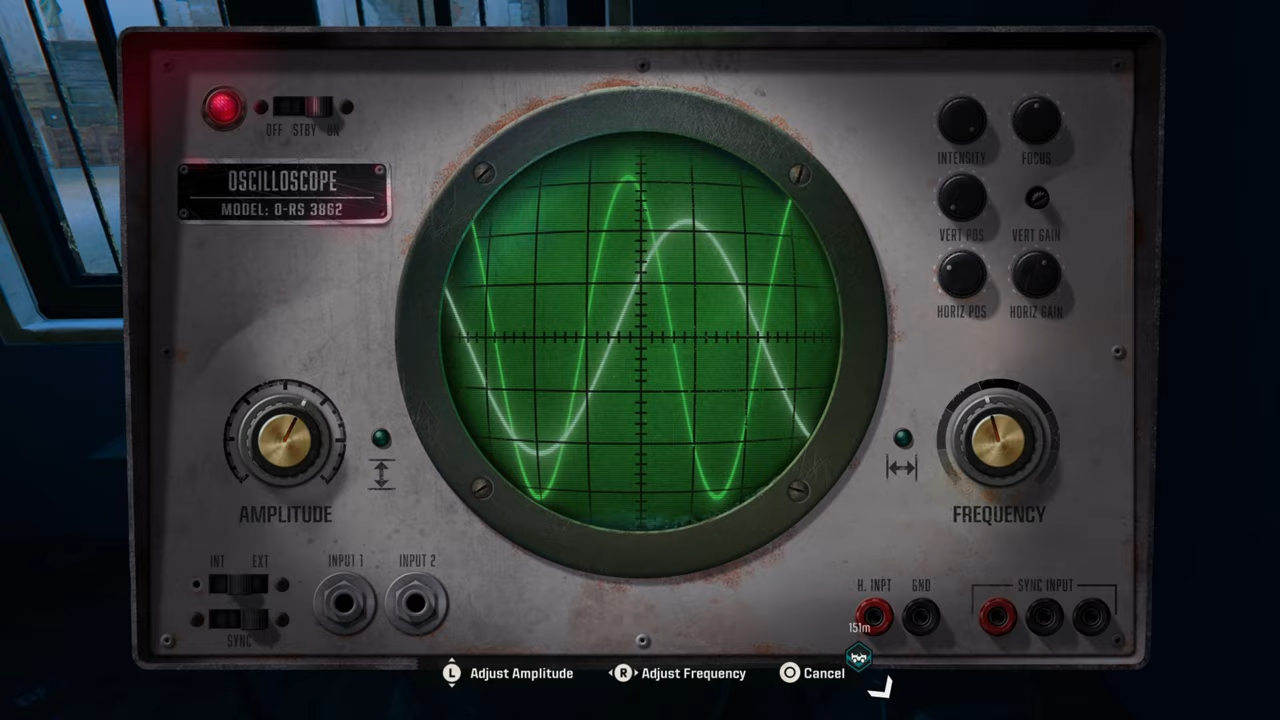 OFF STBY ON
OSCILLOSCOPE
MODEL: O-RS 3862
INTENSITY FOCUS
VERT POS VERT GAIN
HORIZ POS HORIZ GAIN
AMPLITUDE
FREQUENCY
INT EXT
SYNC
INPUT 1 INPUT 2
H. INPT GND
SYNC INPUT
151m
L Adjust Amplitude R Adjust Frequency Cancel